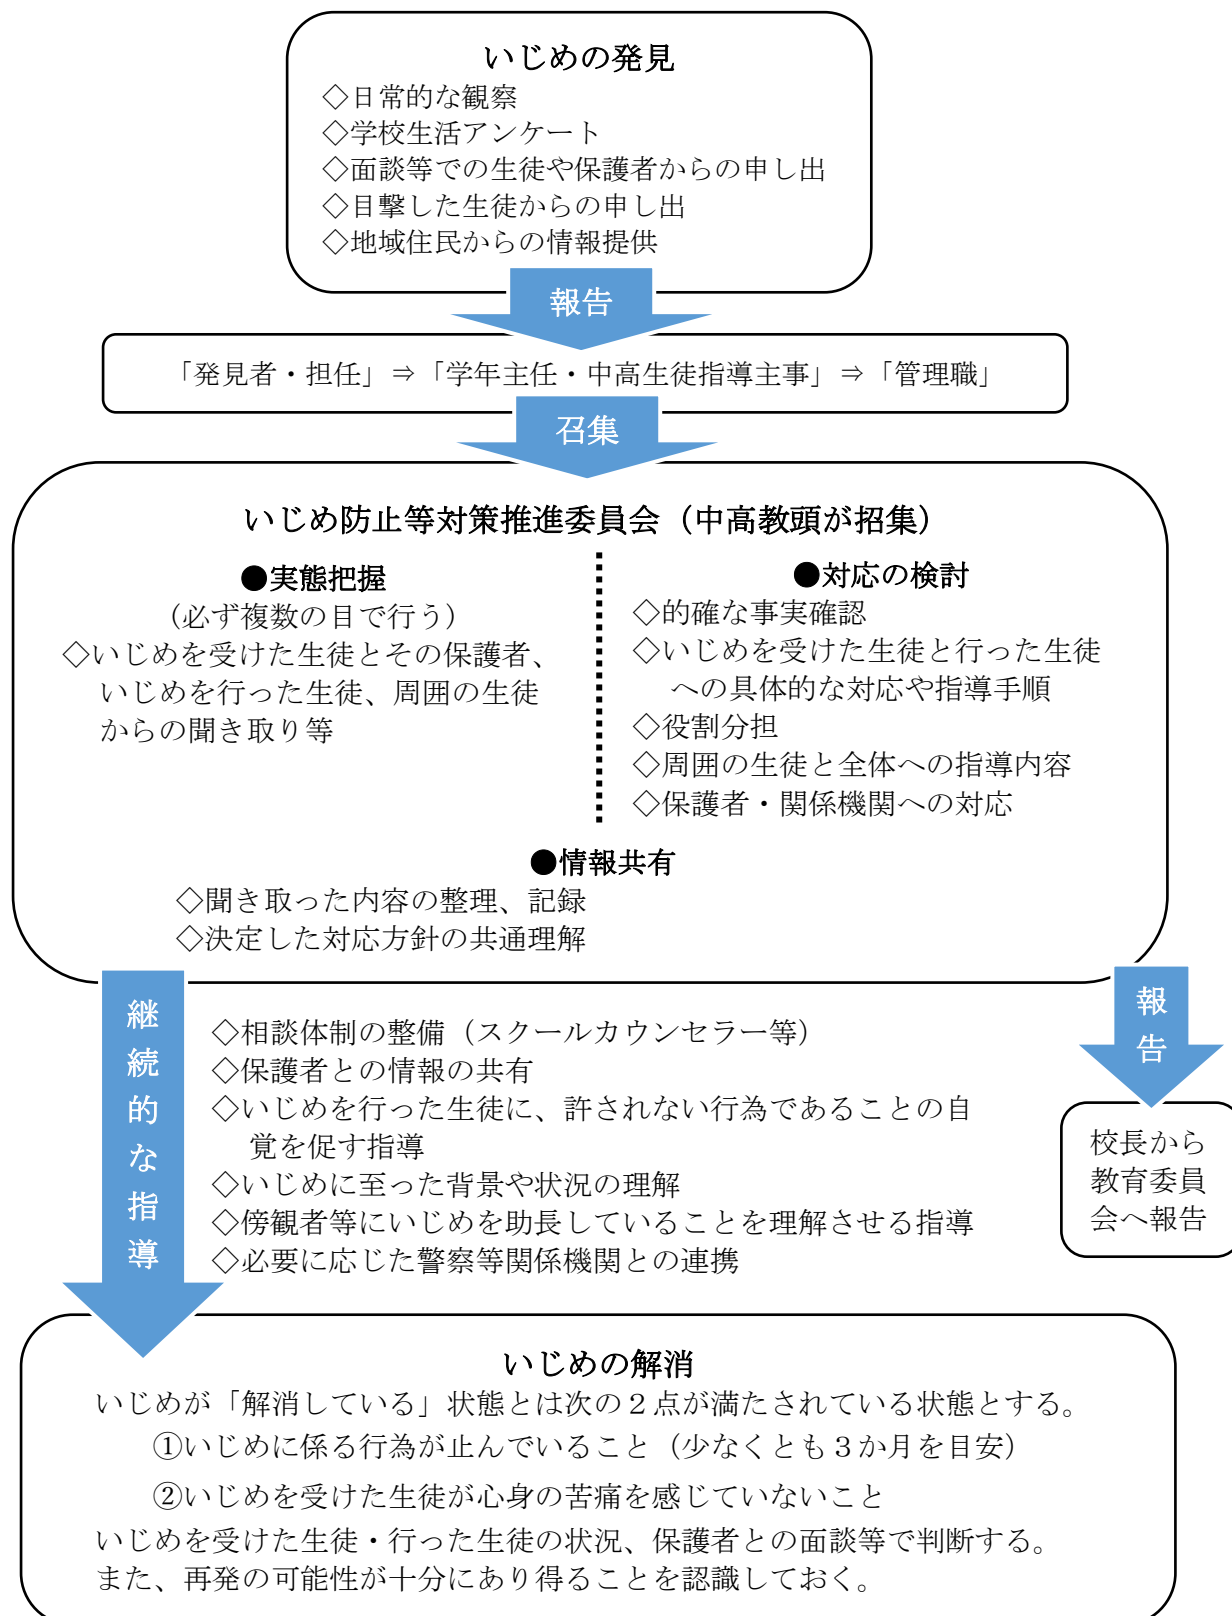 いじめの発見
◇日常的な観察
◇学校生活アンケート
◇面談等での生徒や保護者からの申し出
◇目撃した生徒からの申し出
◇地域住民からの情報提供
報告
「発見者・担任」⇒「学年主任・中高生徒指導主事」⇒「管理職」
召集
いじめ防止等対策推進委員会（中高教頭が招集）
●実態把握
（必ず複数の目で行う）
◇いじめを受けた生徒とその保護者、
いじめを行った生徒、周囲の生徒
からの聞き取り等
●対応の検討
◇的確な事実確認
◇いじめを受けた生徒と行った生徒
への具体的な対応や指導手順
◇役割分担
◇周囲の生徒と全体への指導内容
◇保護者・関係機関への対応
●情報共有
◇聞き取った内容の整理、記録
◇決定した対応方針の共通理解
継続的な指導
◇相談体制の整備（スクールカウンセラー等）
◇保護者との情報の共有
◇いじめを行った生徒に、許されない行為であることの自
覚を促す指導
◇いじめに至った背景や状況の理解
◇傍観者等にいじめを助長していることを理解させる指導
◇必要に応じた警察等関係機関との連携
報告
校長から
教育委員
会へ報告
いじめの解消
いじめが「解消している」状態とは次の２点が満たされている状態とする。
①いじめに係る行為が止んでいること（少なくとも３か月を目安）
②いじめを受けた生徒が心身の苦痛を感じていないこと
いじめを受けた生徒・行った生徒の状況、保護者との面談等で判断する。
また、再発の可能性が十分にあり得ることを認識しておく。